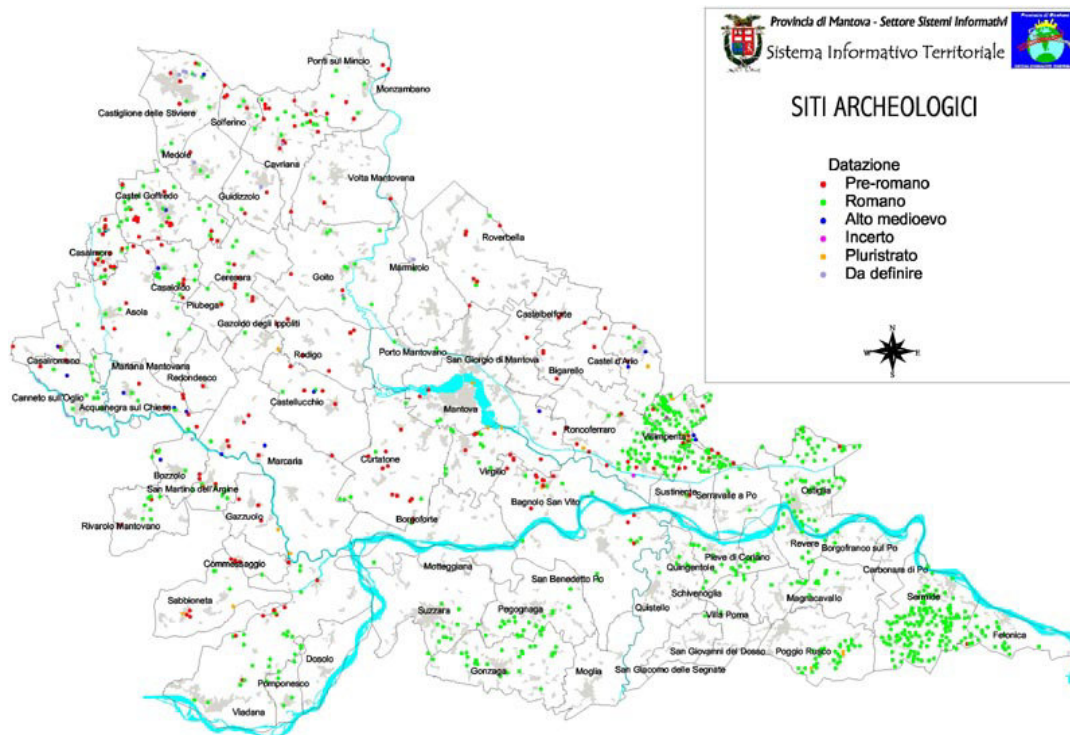 Provincia di Mantova - Settore Sistemi Informativi
Sistema Informativo Territoriale
Provincia di Mantova
SITI ARCHEOLOGICI
Datazione
Pre-romano
Romano
Alto medioevo
Incerto
Pluristrato
Da definire
N
W
E
S
Ponti sul Mincio
Monzambano
Castiglione delle Stiviere
Solferino
Medole
Cavriana
Volta Mantovana
Guidizzolo
Castel Goffredo
Roverbella
Casalmoro
Marmirolo
Goito
Ceresara
Casaloldo
Piubega
Asola
Gazoldo degli Ippoliti
Castelbelforte
Porto Mantovano
San Giorgio di Mantova
Castel d'Ario
Rodigo
Bigarello
Casalromano
Mariana Mantovana
Redondesco
Canneto sull'Oglio
Acquanegra sul Chiese
Castellucchio
Mantova
Roncoferraro
Villimpenta
Marcaria
Curtatone
Virgilio
Bozzolo
San Martino dell'Argine
Sustinente
Serravalle a Po
Ostiglia
Bagnolo San Vito
Gazzuolo
Borgoforte
Rivarolo Mantovano
Revere
Borgofranco sul Po
Pieve di Coriano
Commessaggio
Motteggiana
San Benedetto Po
Quingentole
Carbonara di Po
Schivenoglia
Magnacavallo
Sermide
Sabbioneta
Suzzara
Pegognaga
Quistello
Villa Poma
Felonica
Dosolo
Gonzaga
Moglia
San Giovanni del Dosso
Poggio Rusco
San Giacomo delle Segnate
Pomponesco
Viadana